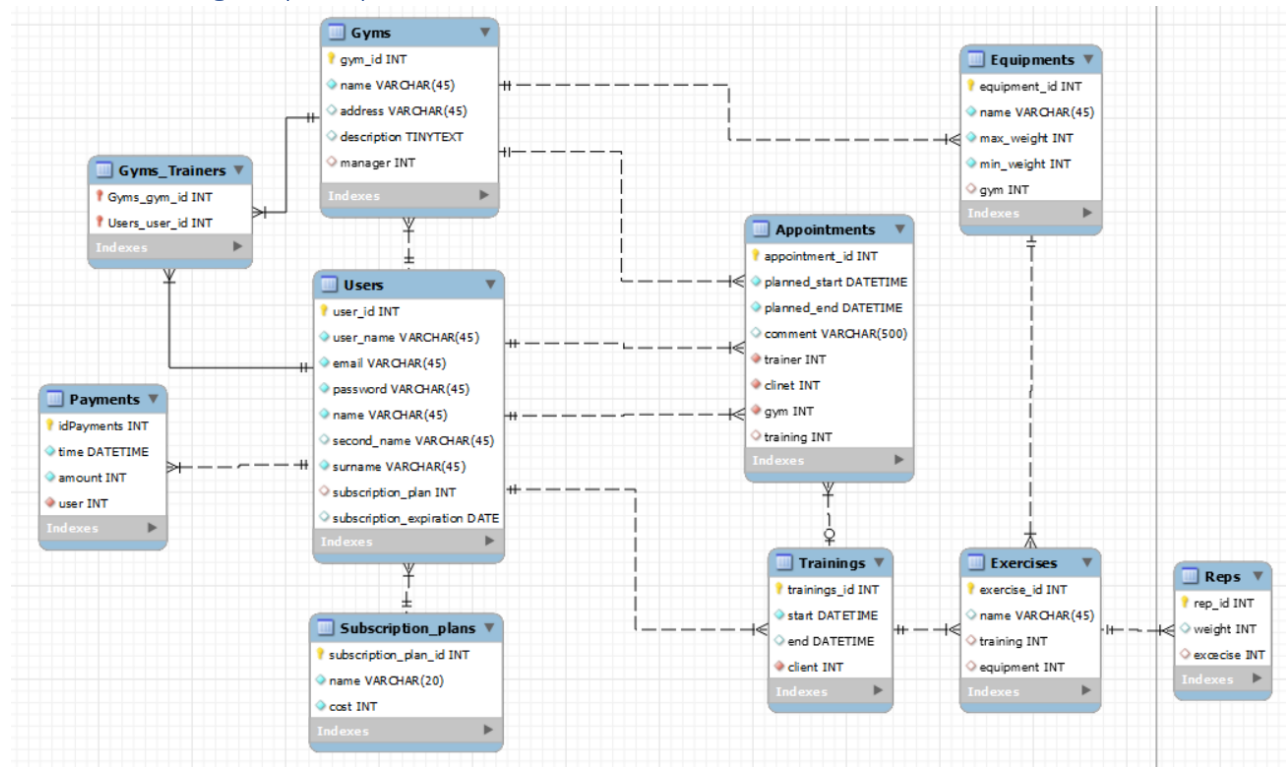 Gyms
gym_id INT
name VARCHAR(45)
address VARCHAR(45)
description TINYTEXT
manager INT
Indexes
Equipments
equipment_id INT
name VARCHAR(45)
max_weight INT
min_weight INT
gym INT
Indexes
Gyms_Trainers
Gyms_gym_id INT
Users_user_id INT
Indexes
Appointments
appointment_id INT
planned_start DATETIME
planned_end DATETIME
comment VARCHAR(500)
trainer INT
clinet INT
gym INT
training INT
Indexes
Users
user_id INT
user_name VARCHAR(45)
email VARCHAR(45)
password VARCHAR(45)
name VARCHAR(45)
second_name VARCHAR(45)
surname VARCHAR(45)
subscription_plan INT
subscription_expiration DATE
Indexes
Payments
idPayments INT
time DATETIME
amount INT
user INT
Indexes
Trainings
trainings_id INT
start DATETIME
end DATETIME
client INT
Indexes
Exercises
exercise_id INT
name VARCHAR(45)
training INT
equipment INT
Indexes
Reps
rep_id INT
weight INT
excecise INT
Indexes
Subscription_plans
subscription_plan_id INT
name VARCHAR(20)
cost INT
Indexes